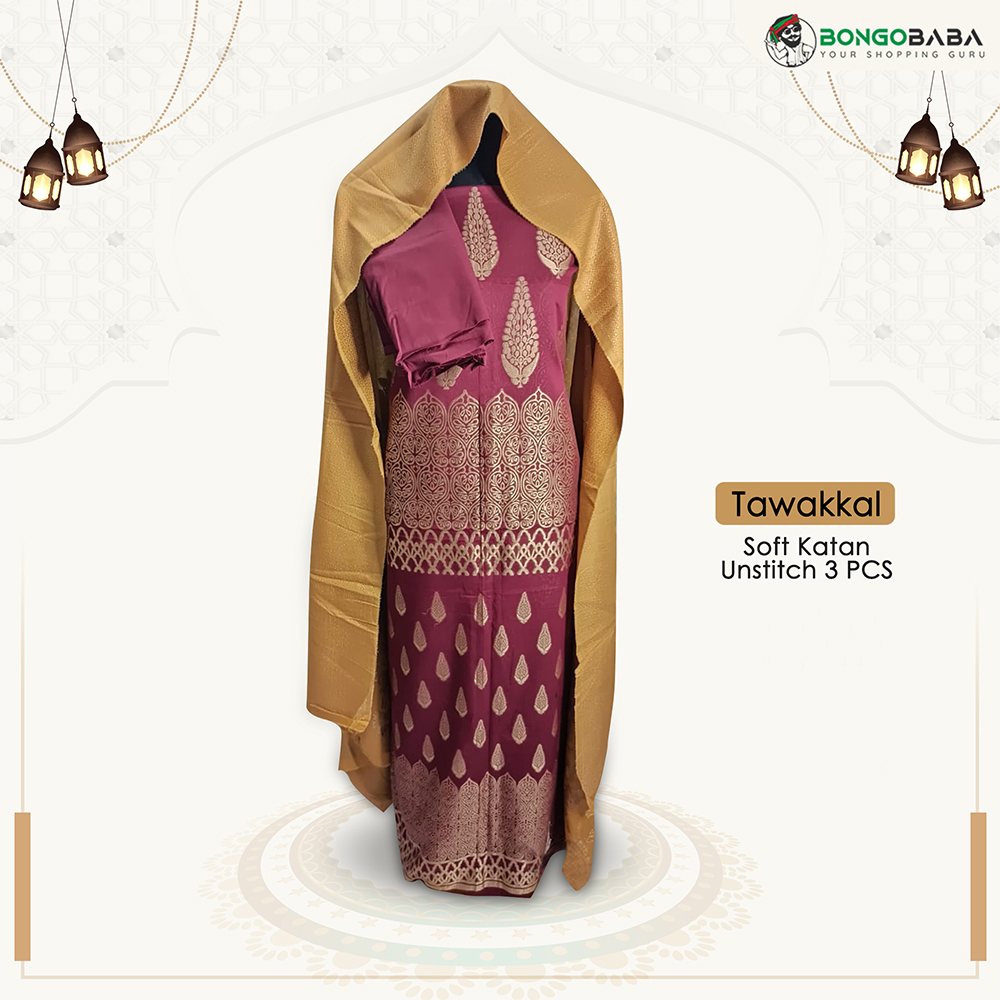 BONGOBABA
YOUR SHOPPING GURU
Tawakkal
Soft Katan
Unstitch 3 PCS